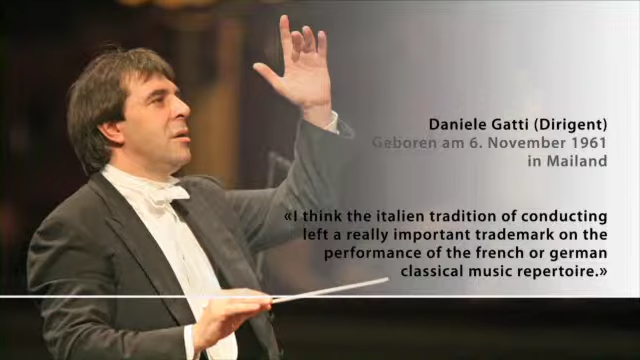 Daniele Gatti (Dirigent)
Geboren am 6. November 1961
in Mailand
«I think the italien tradition of conducting
left a really important trademark on the
performance of the french or german
classical music repertoire.»